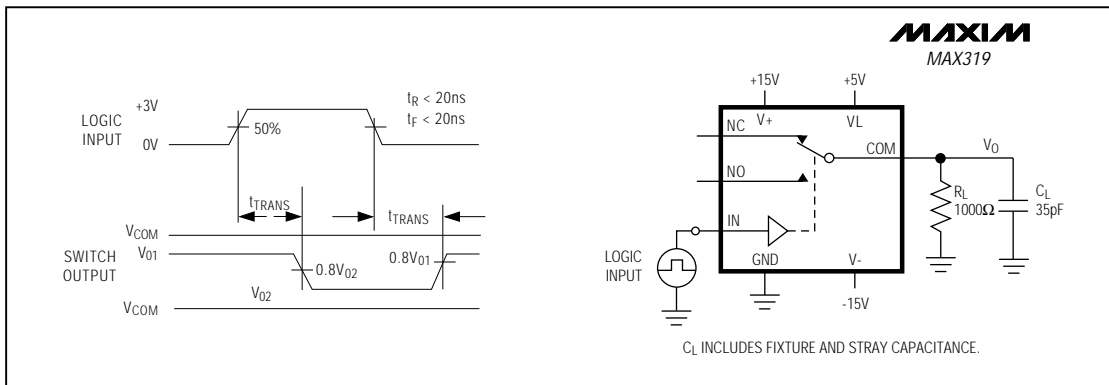 MAXIM
MAX319
+3V
LOGIC
INPUT
0V
50%
tR < 20ns
tF < 20ns
tTRANS
tTRANS
VCOM
V01
SWITCH
OUTPUT
0.8V02
0.8V01
V02
VCOM
+15V
+5V
V+
VL
NC
COM
VO
NO
RL
1000Ω
CL
35pF
IN
LOGIC
INPUT
GND
V-
-15V
CL INCLUDES FIXTURE AND STRAY CAPACITANCE.